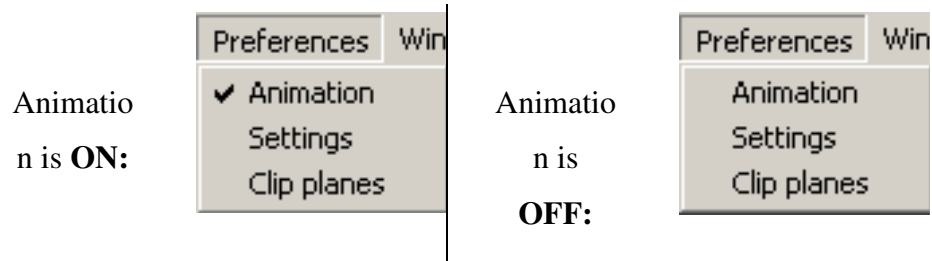 Animatio
n is ON:
Preferences Win
✔ Animation
Settings
Clip planes
Animatio
n is
OFF:
Preferences Win
Animation
Settings
Clip planes